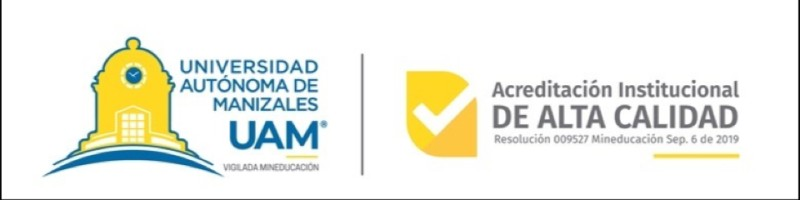 UNIVERSIDAD
AUTÓNOMA DE
MANIZALES
UAM®
VIGILADA MINEDUCACIÓN
Acreditación Institucional
DE ALTA CALIDAD
Resolución 009527 Mineducación Sep. 6 de 2019